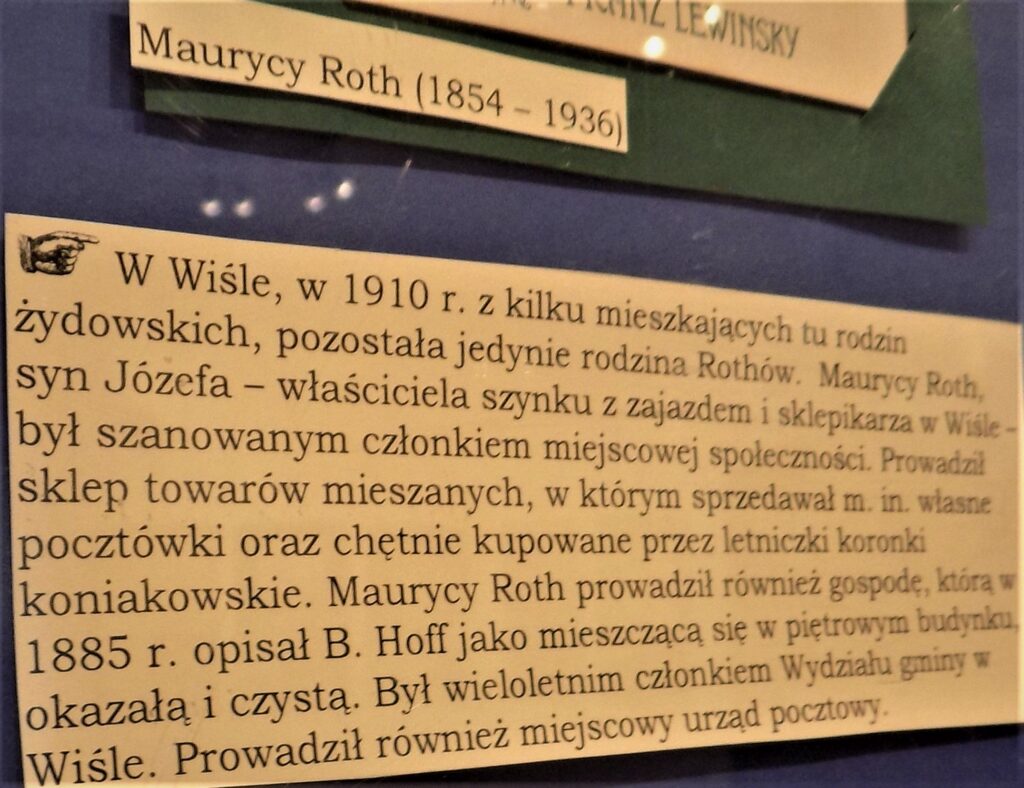 LEWINSKY
Maurycy Roth (1854 – 1936)
W Wiśle, w 1910 r. z kilku mieszkających tu rodzin
żydowskich, pozostała jedynie rodzina Rothów. Maurycy Roth,
syn Józefa – właściciela szynku z zajazdem i sklepikarza w Wiśle –
był szanowanym członkiem miejscowej społeczności. Prowadził
sklep towarów mieszanych, w którym sprzedawał m. in. własne
pocztówki oraz chętnie kupowane przez letniczki koronki
koniakowskie. Maurycy Roth prowadził również gospodę, którą w
1885 r. opisał B. Hoff jako mieszczącą się w piętrowym budynku,
okazałą i czystą. Był wieloletnim członkiem Wydziału gminy w
Wiśle. Prowadził również miejscowy urząd pocztowy.